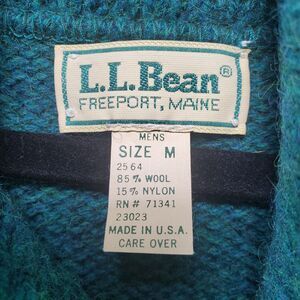 L.L.Bean®
FREEPORT, MAINE
MENS
SIZE M
2564
85% WOOL
15% NYLON
RN# 71341
23023
MADE IN U.S.A.
CARE OVER